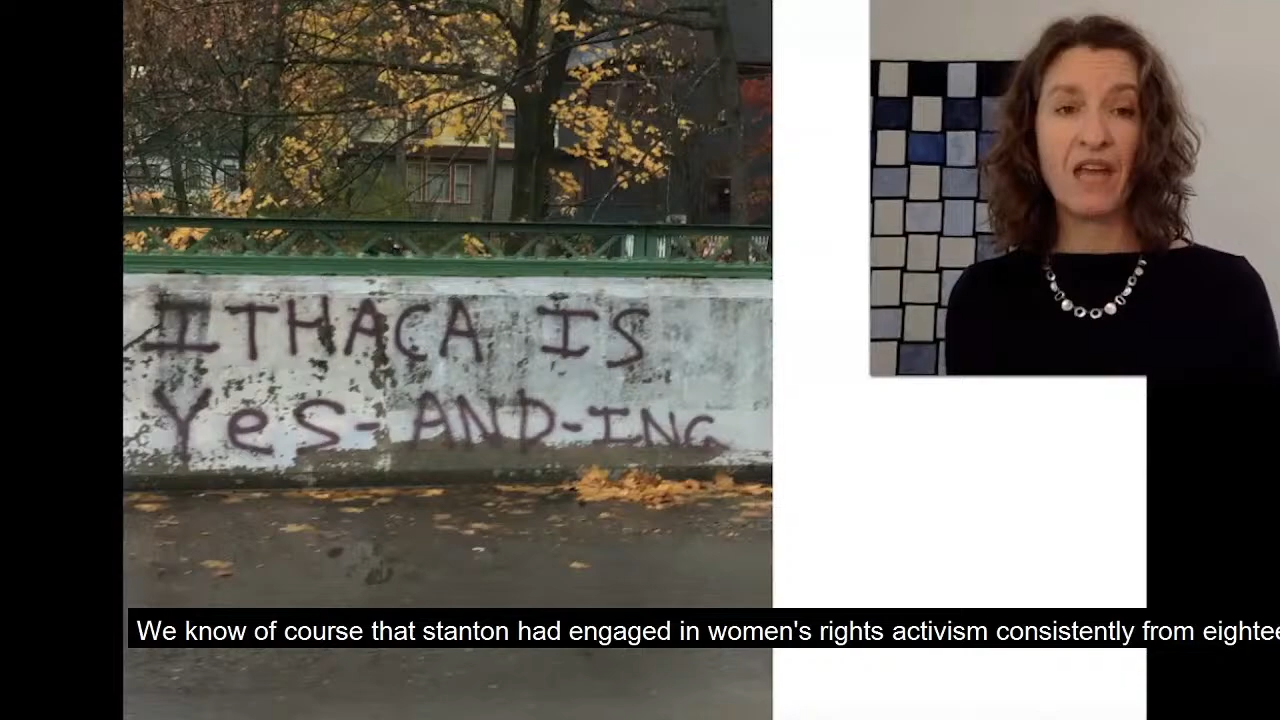 ITHACA IS
Yes-AND-ING
We know of course that stanton had engaged in women's rights activism consistently from